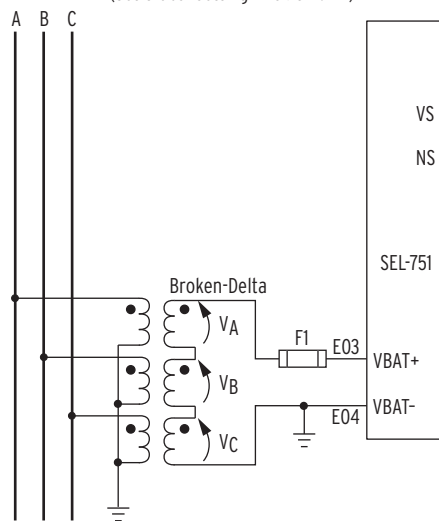 A B C
VS
NS
SEL-751
Broken-Delta
F1
E03
VA
VBAT+
VB
VBAT-
E04
VC